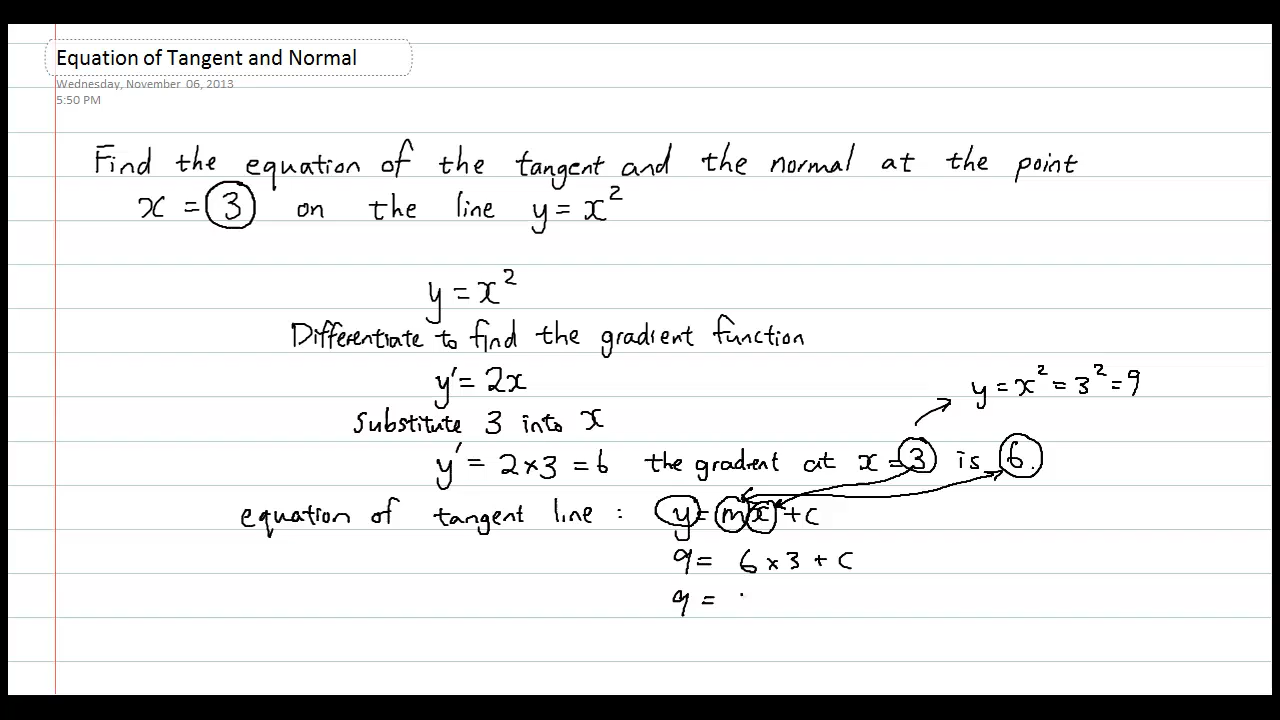 Equation of Tangent and Normal
Wednesday, November 06, 2013
5:50 PM
Find the equation of the tangent and the normal at the point
x = 3 on the line y = x²
y = x²
Differentiate to find the gradient function
y' = 2x
y = x² = 3² = 9
Substitute 3 into x
y' = 2 × 3 = 6 the gradient at x = 3 is 6.
equation of tangent line : y = mx + c
9 = 6 × 3 + c
9 =